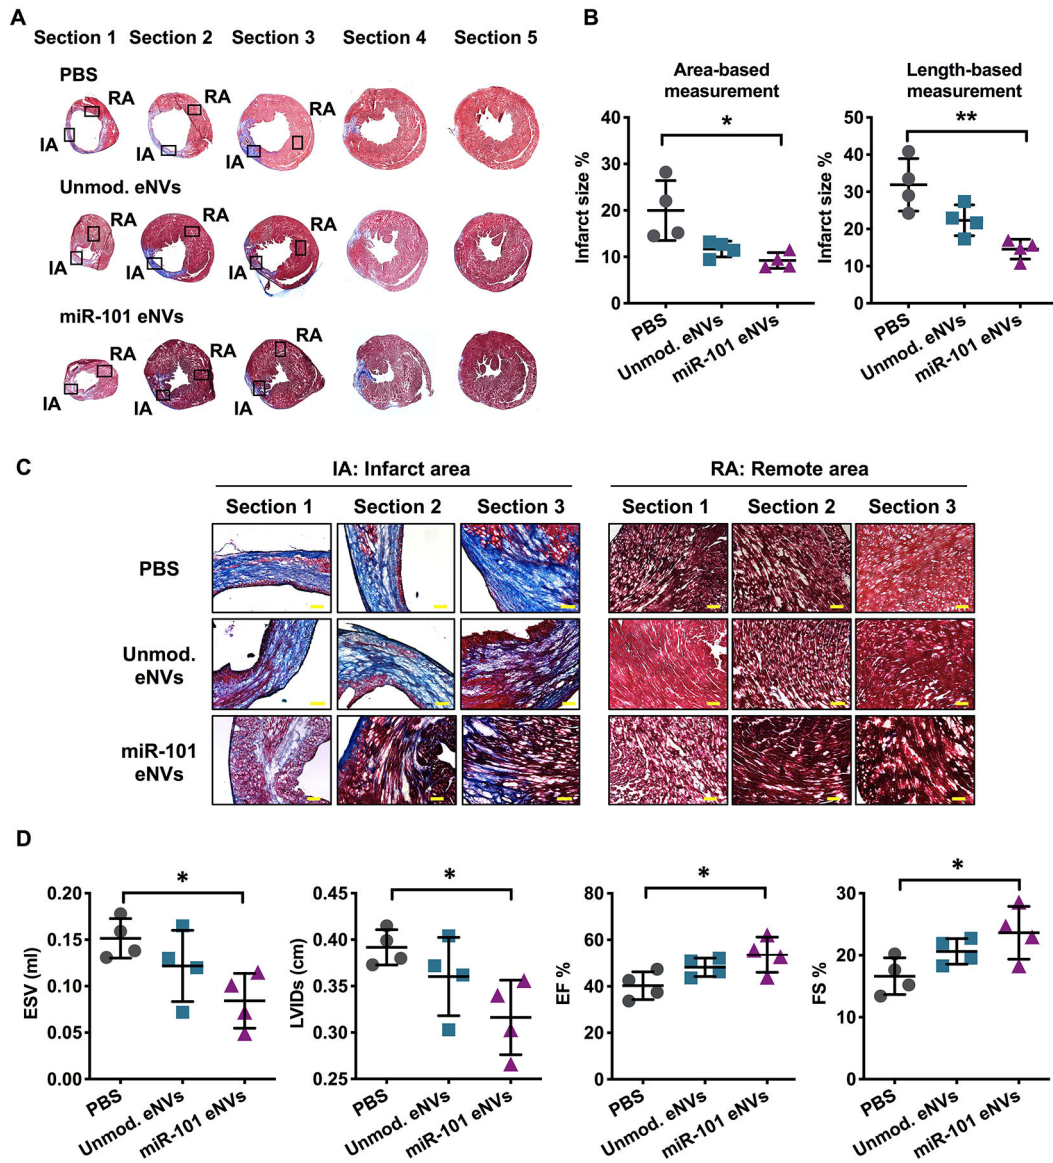 A
Section 1 Section 2 Section 3 Section 4 Section 5
PBS
RA RA RA
IA IA IA
Unmod. eNVs
RA RA RA
IA IA IA
miR-101 eNVs
RA RA RA
IA IA IA
B
Area-based
measurement
Infarct size %
40
30
20
10
0
*
PBS
Unmod. eNVs
miR-101 eNVs
Length-based
measurement
Infarct size %
50
40
30
20
10
0
**
PBS
Unmod. eNVs
miR-101 eNVs
C
IA: Infarct area
RA: Remote area
Section 1 Section 2 Section 3
Section 1 Section 2 Section 3
PBS
Unmod.
eNVs
miR-101
eNVs
D
ESV (ml)
0.20
0.15
0.10
0.05
0.00
*
PBS
Unmod. eNVs
miR-101 eNVs
LVIDs (cm)
0.45
0.40
0.35
0.30
0.25
*
PBS
Unmod. eNVs
miR-101 eNVs
EF %
80
60
40
20
0
*
PBS
Unmod. eNVs
miR-101 eNVs
FS %
30
20
10
0
*
PBS
Unmod. eNVs
miR-101 eNVs